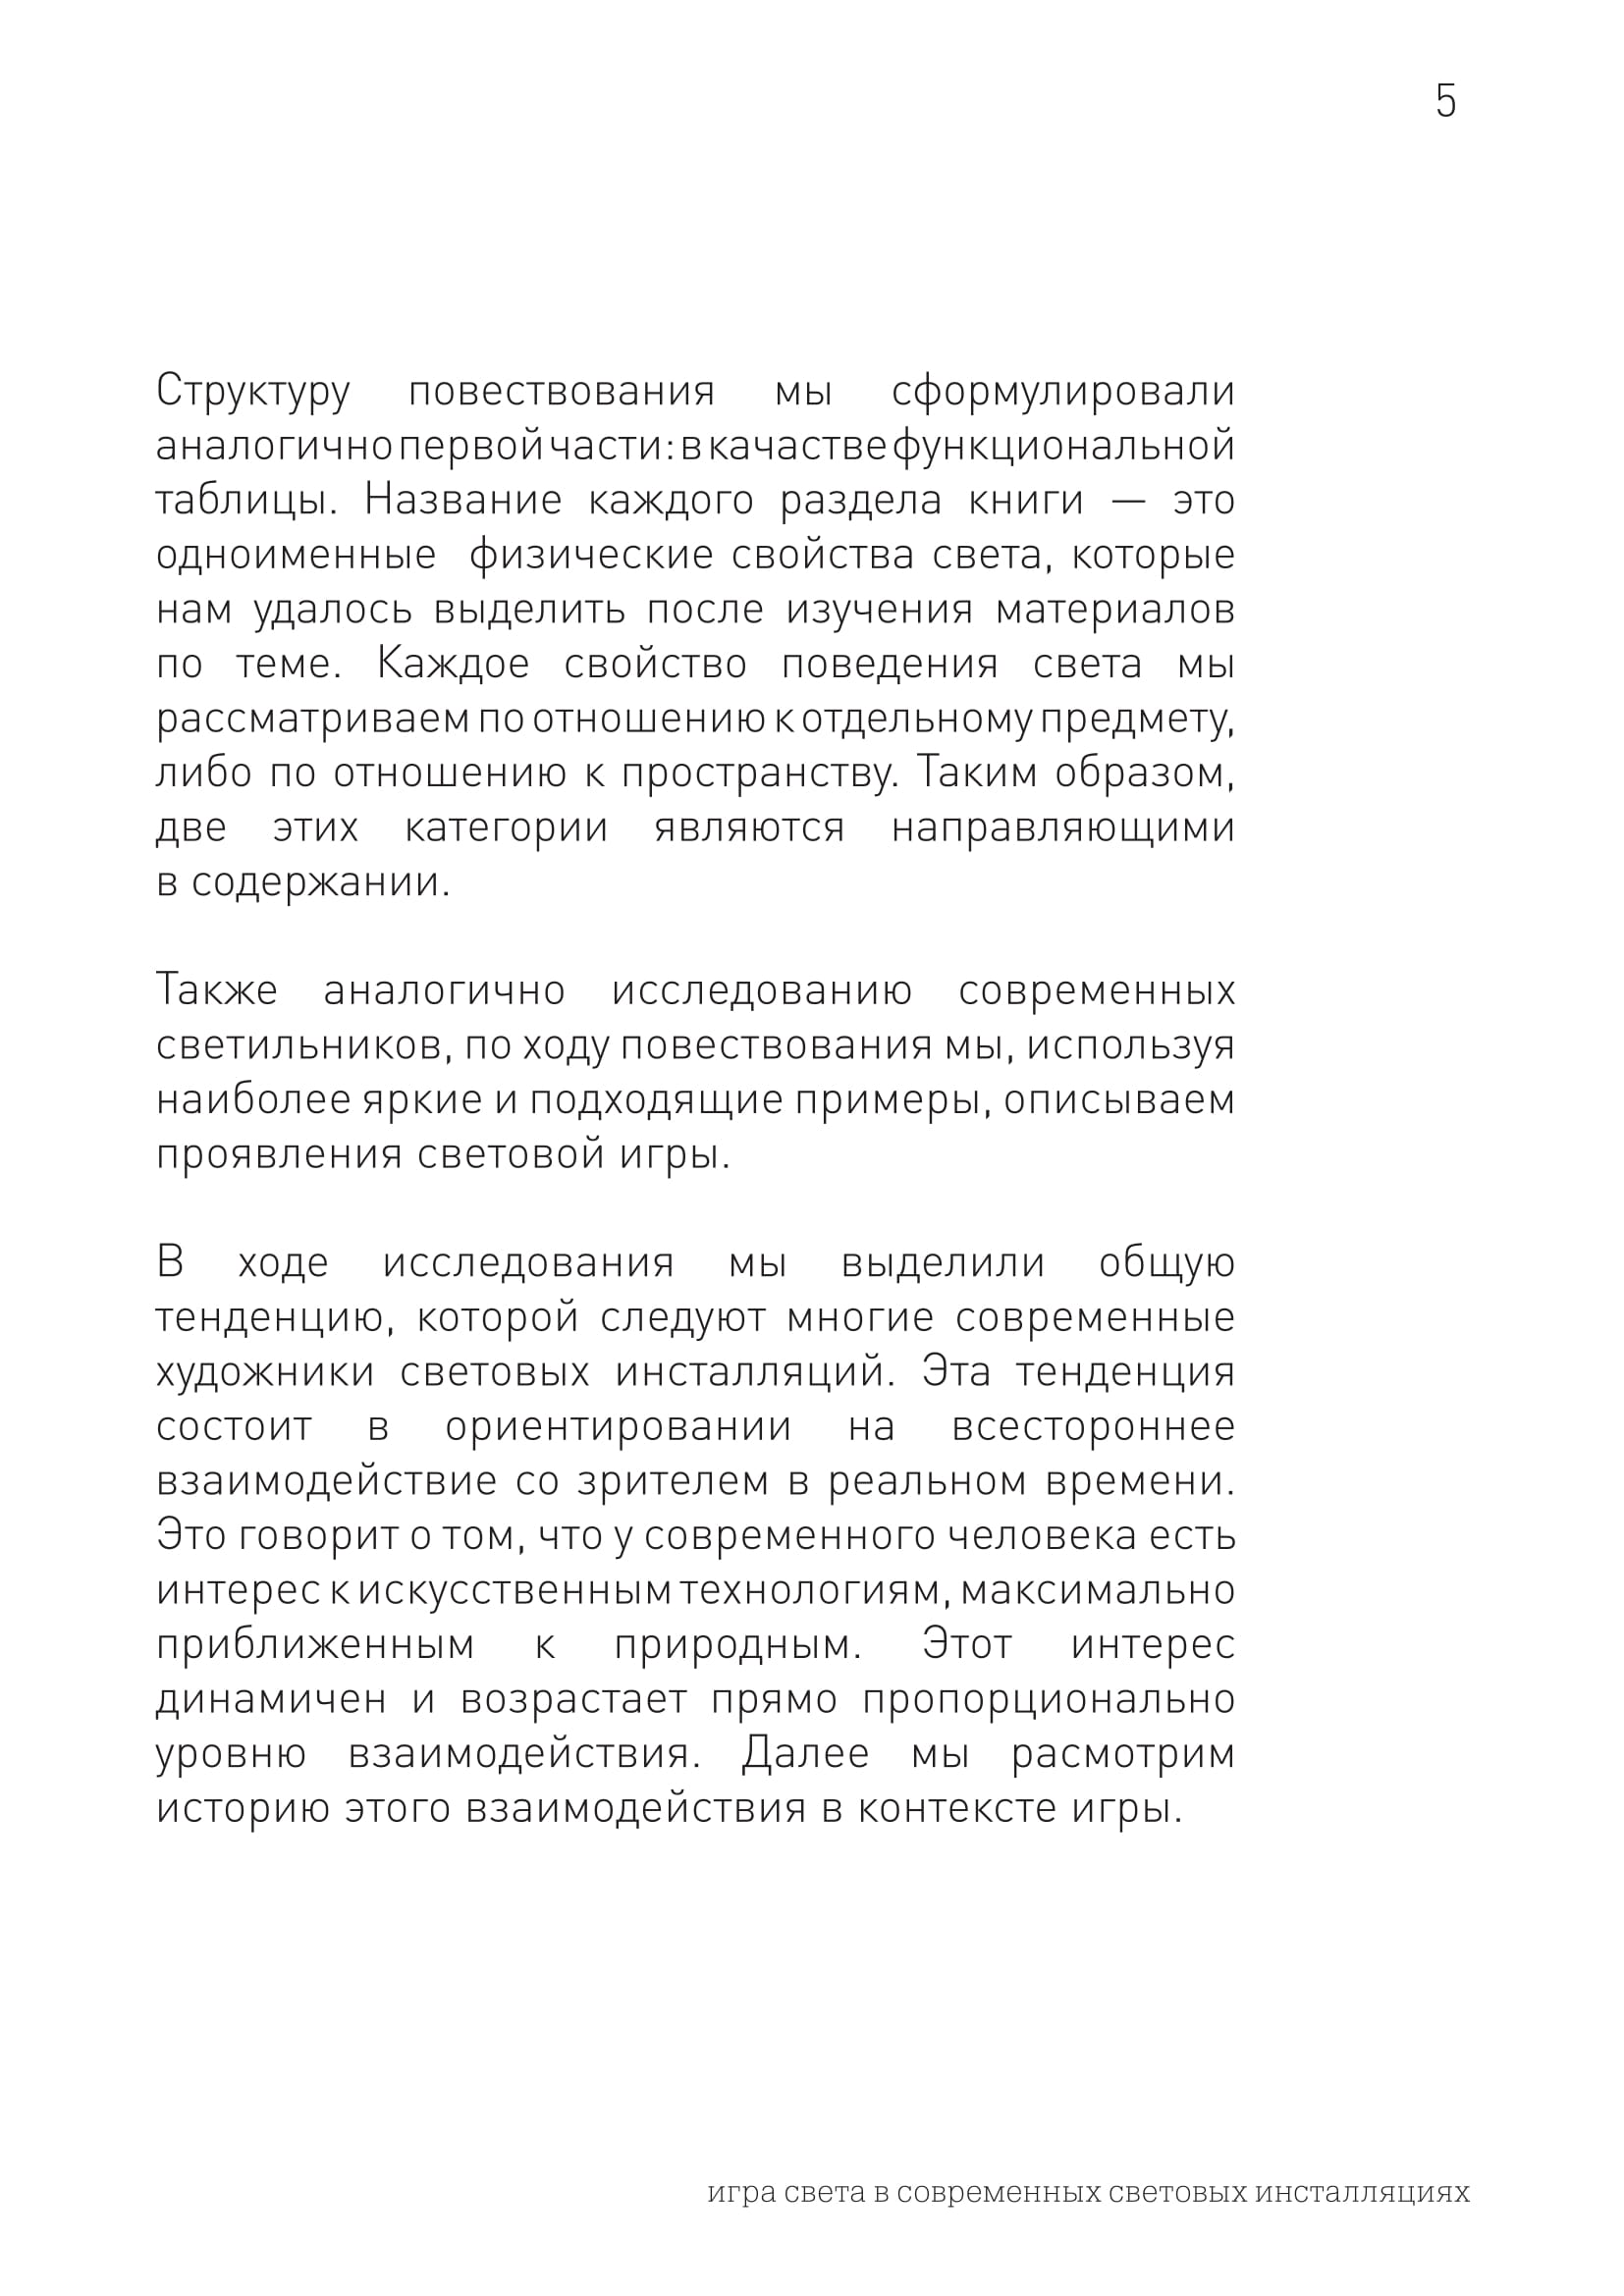 5
Структуру повествования мы сформулировали
аналогично первой части: в качастве функциональной
таблицы. Название каждого раздела книги — это
одноименные физические свойства света, которые
нам удалось выделить после изучения материалов
по теме. Каждое свойство поведения света мы
рассматриваем по отношению к отдельному предмету,
либо по отношению к пространству. Таким образом,
две этих категории являются направляющими
в содержании.
Также аналогично исследованию современных
светильников, по ходу повествования мы, используя
наиболее яркие и подходящие примеры, описываем
проявления световой игры.
В ходе исследования мы выделили общую
тенденцию, которой следуют многие современные
художники световых инсталляций. Эта тенденция
состоит в ориентировании на всестороннее
взаимодействие со зрителем в реальном времени.
Это говорит о том, что у современного человека есть
интерес к искусственным технологиям, максимально
приближенным к природным. Этот интерес
динамичен и возрастает прямо пропорционально
уровню взаимодействия. Далее мы расмотрим
историю этого взаимодействия в контексте игры.
игра света в современных световых инсталляциях